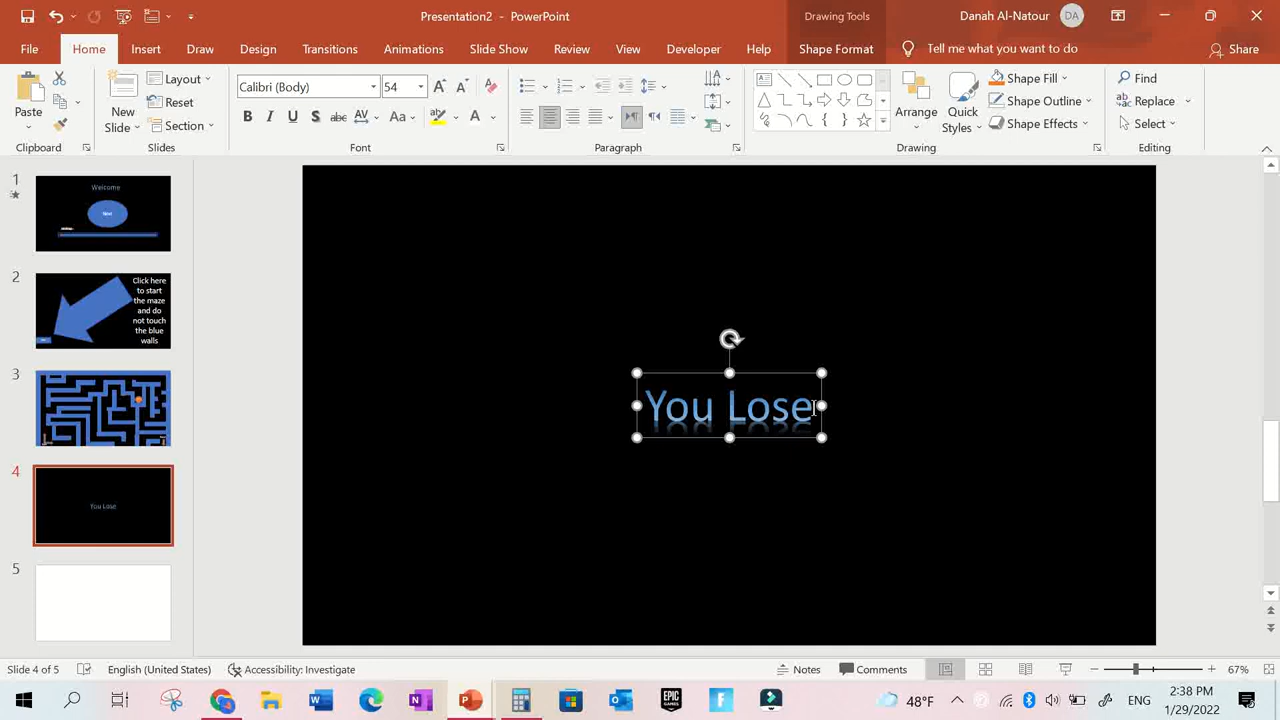 Presentation2 - PowerPoint
Drawing Tools
Danah Al-Natour
DA
File
Home
Insert
Draw
Design
Transitions
Animations
Slide Show
Review
View
Developer
Help
Shape Format
Tell me what you want to do
Share
Paste
Clipboard
New
Slide
Layout
Reset
Section
Slides
Calibri (Body)
54
Font
Paragraph
Arrange
Quick
Styles
Shape Fill
Shape Outline
Shape Effects
Drawing
Find
Replace
Select
Editing
1
Welcome
2
Click here
to start
the maze
and do
not touch
the blue
walls
3
4
You Lose
5
You Lose
Slide 4 of 5
English (United States)
Accessibility: Investigate
Notes
Comments
67%
48°F
ENG
2:38 PM
1/29/2022